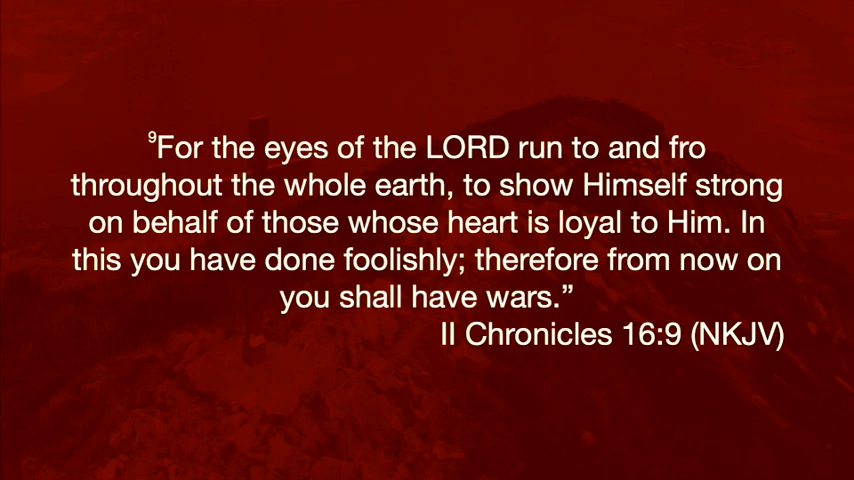 ⁹For the eyes of the LORD run to and fro
throughout the whole earth, to show Himself strong
on behalf of those whose heart is loyal to Him. In
this you have done foolishly; therefore from now on
you shall have wars.”
II Chronicles 16:9 (NKJV)